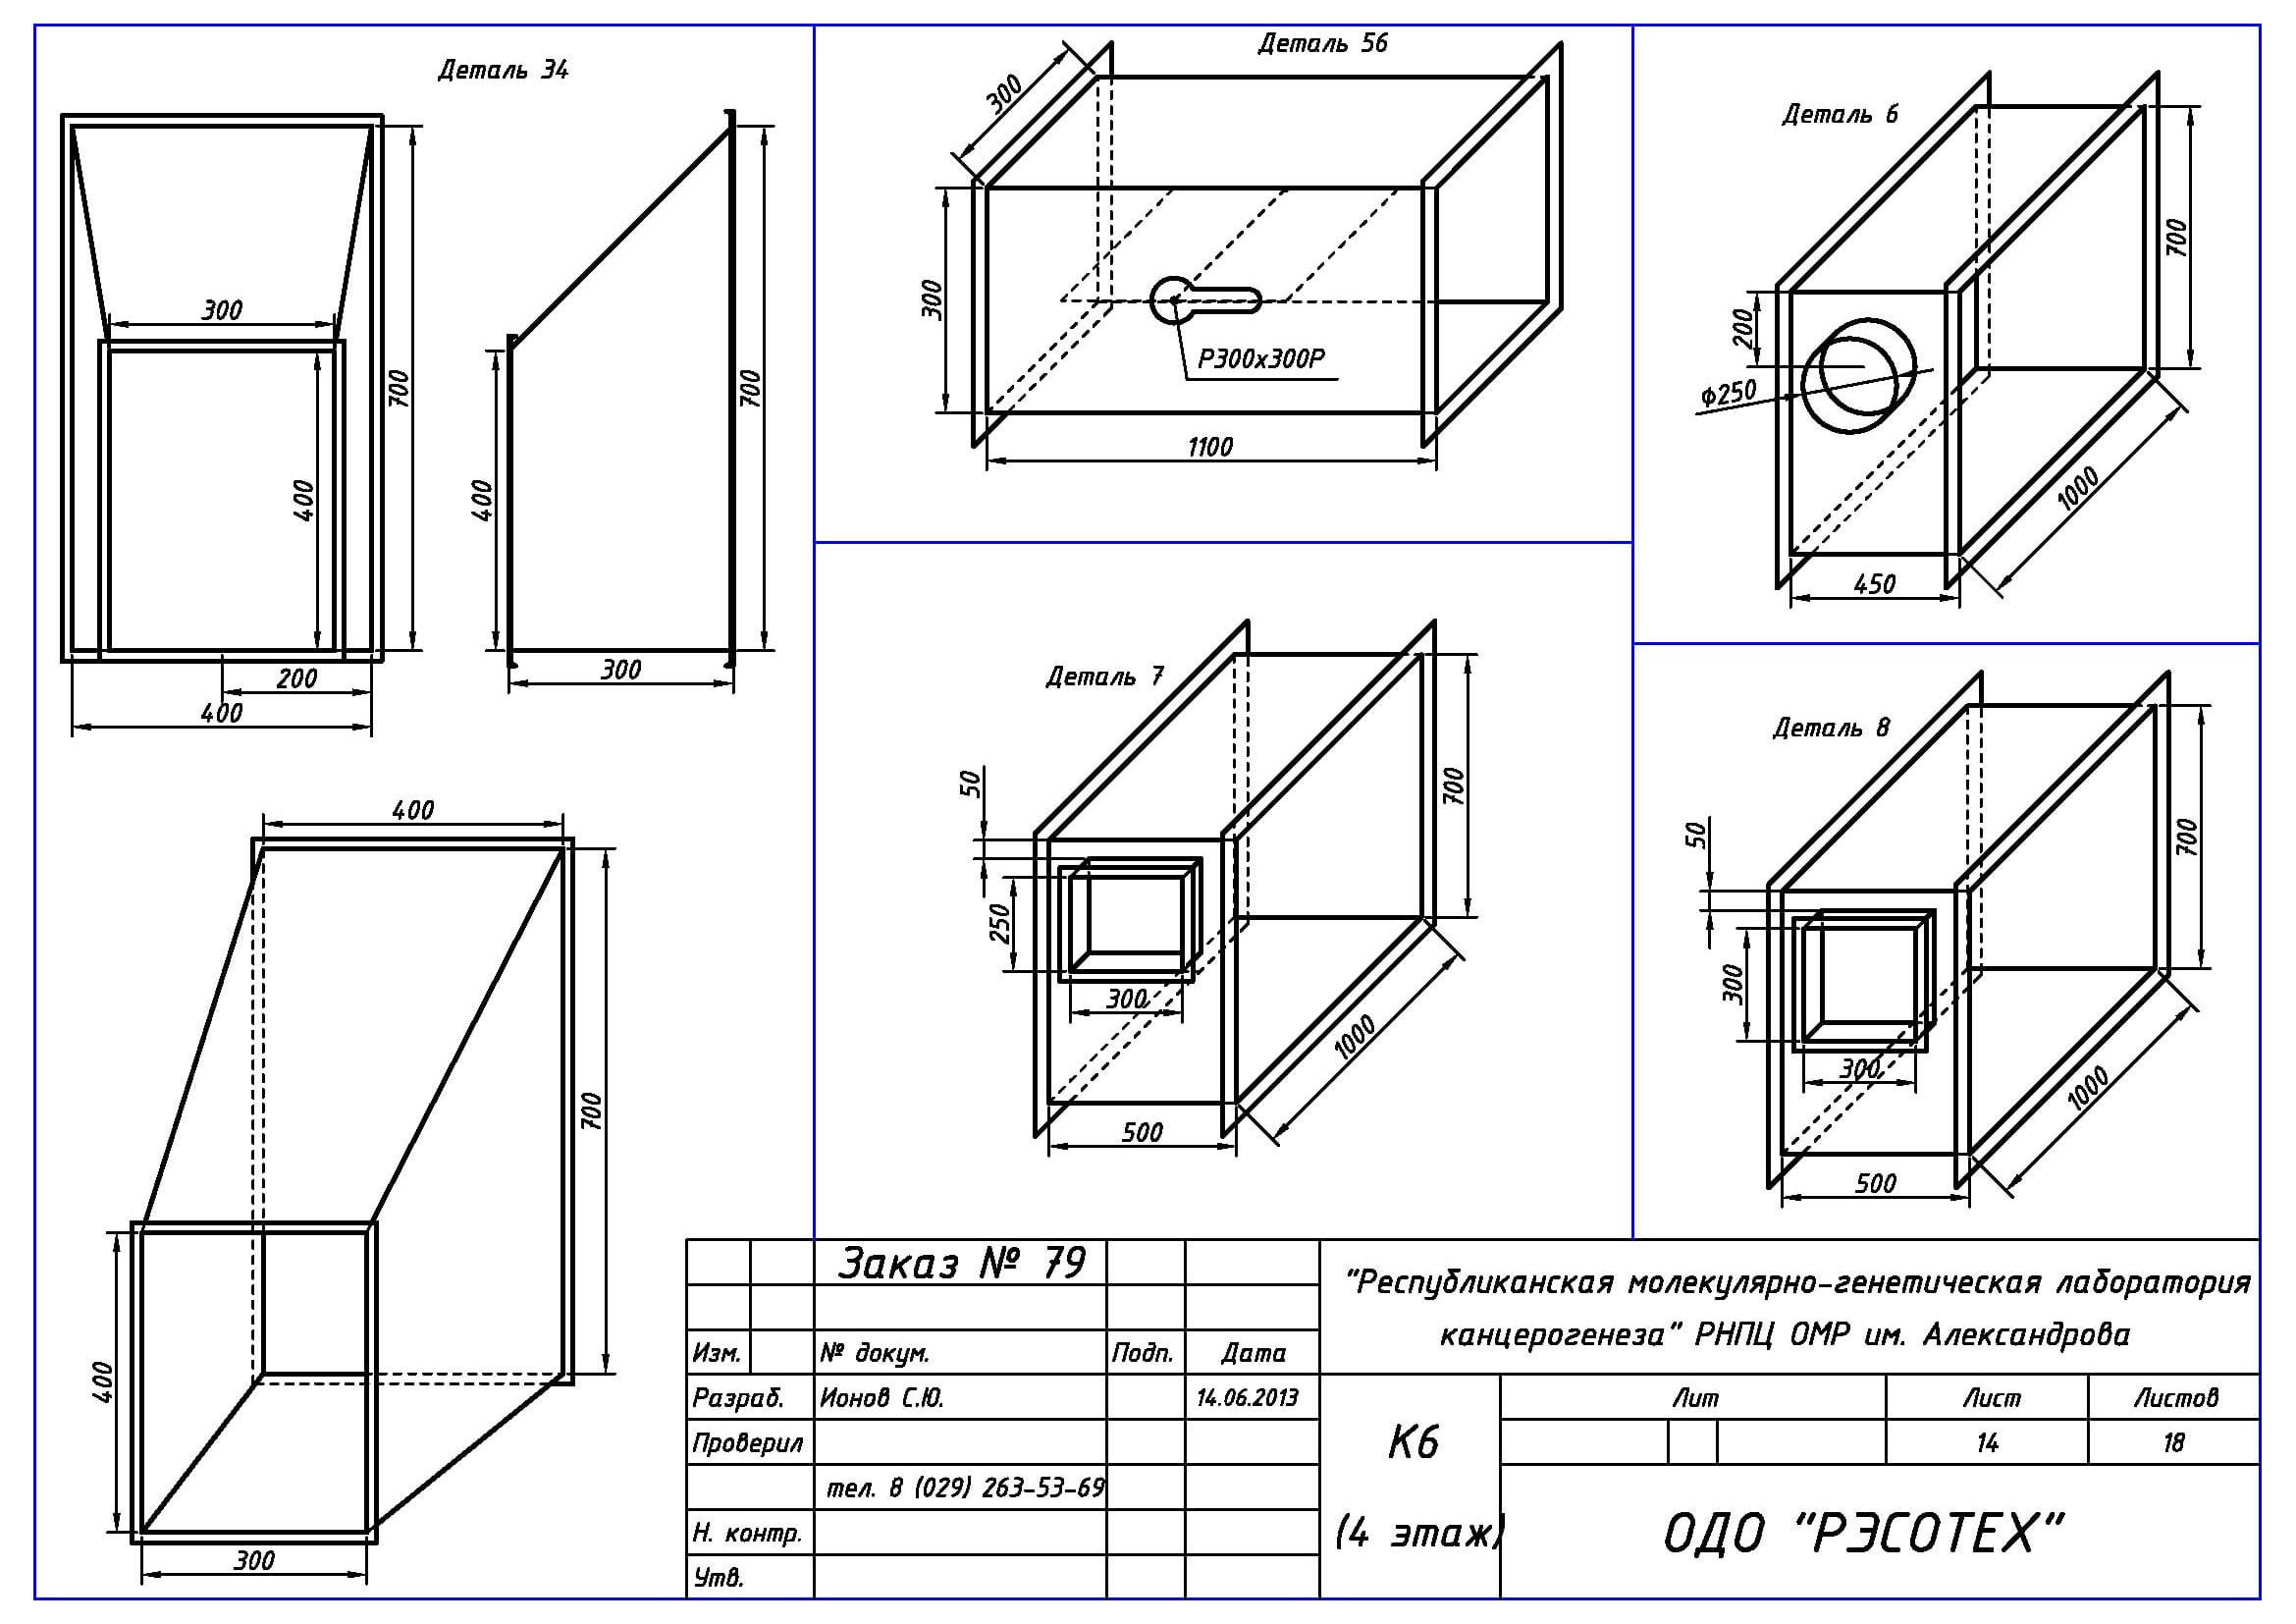 Деталь 34
300
400
700
200
400
400
300
700
400
700
400
300
Деталь 56
300
300
Р300х300Р
1100
Деталь 6
700
200
ф250
450
1000
Деталь 7
50
250
300
700
500
1000
Деталь 8
50
300
300
700
500
1000
Заказ № 79
Изм.
№ докум.
Подп.
Дата
Разраб.
Ионов С.Ю.
14.06.2013
Проверил
тел. 8 (029) 263-53-69
Н. контр.
Утв.
"Республиканская молекулярно-генетическая лаборатория
канцерогенеза" РНПЦ ОМР им. Александрова
К6
(4 этаж)
Лит
Лист
Листов
14
18
ОДО "РЭСОТЕХ"